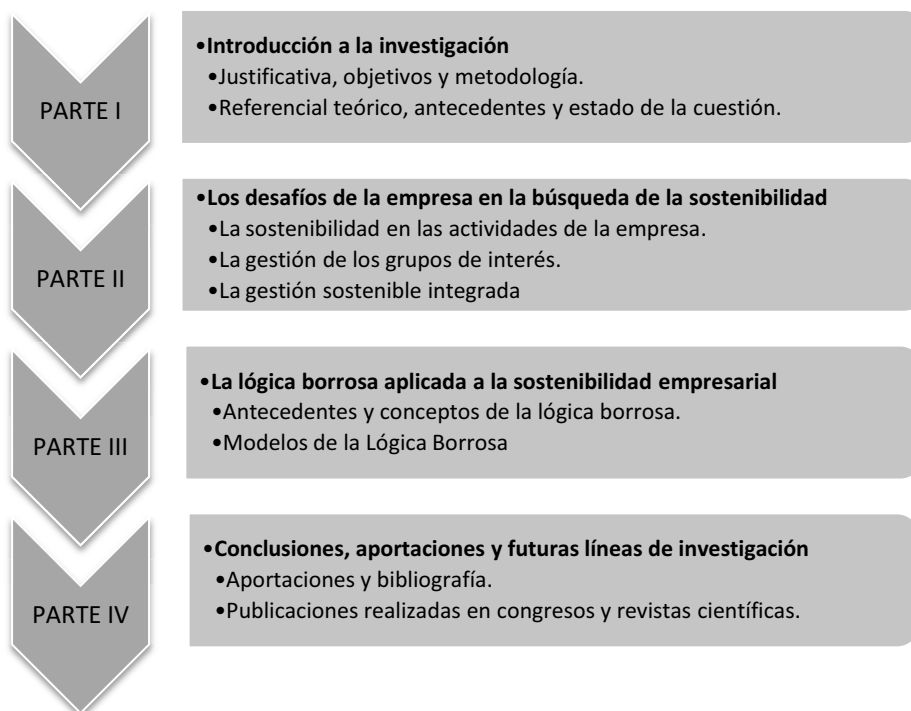 PARTE I
•Introducción a la investigación
•Justificativa, objetivos y metodología.
•Referencial teórico, antecedentes y estado de la cuestión.
PARTE II
•Los desafíos de la empresa en la búsqueda de la sostenibilidad
•La sostenibilidad en las actividades de la empresa.
•La gestión de los grupos de interés.
•La gestión sostenible integrada
PARTE III
•La lógica borrosa aplicada a la sostenibilidad empresarial
•Antecedentes y conceptos de la lógica borrosa.
•Modelos de la Lógica Borrosa
PARTE IV
•Conclusiones, aportaciones y futuras líneas de investigación
•Aportaciones y bibliografía.
•Publicaciones realizadas en congresos y revistas científicas.